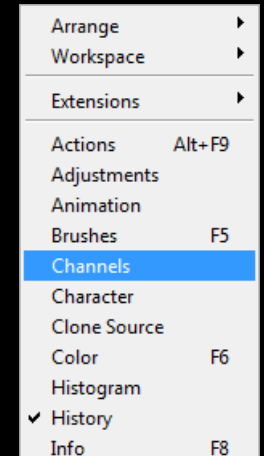 Arrange
Workspace
Extensions
Actions Alt+F9
Adjustments
Animation
Brushes F5
Channels
Character
Clone Source
Color F6
Histogram
History
Info F8